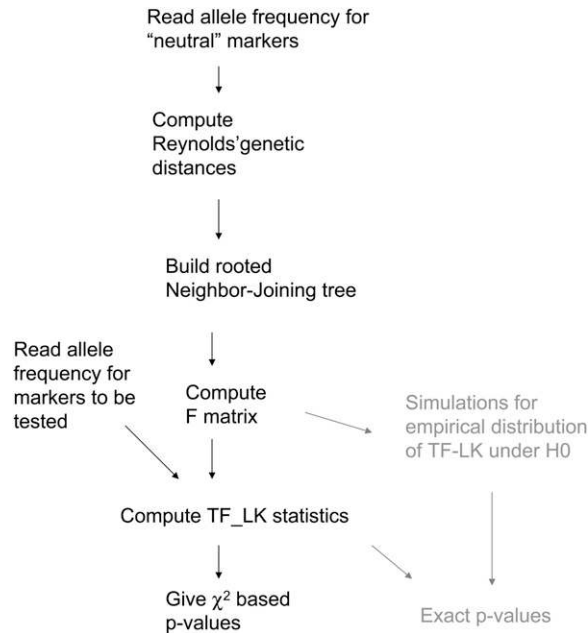 Read allele frequency for
“neutral” markers
Compute
Reynolds’genetic
distances
Build rooted
Neighbor-Joining tree
Read allele
frequency for
markers to be
tested
Compute
F matrix
Simulations for
empirical distribution
of TF-LK under H0
Compute TF_LK statistics
Give χ² based
p-values
Exact p-values